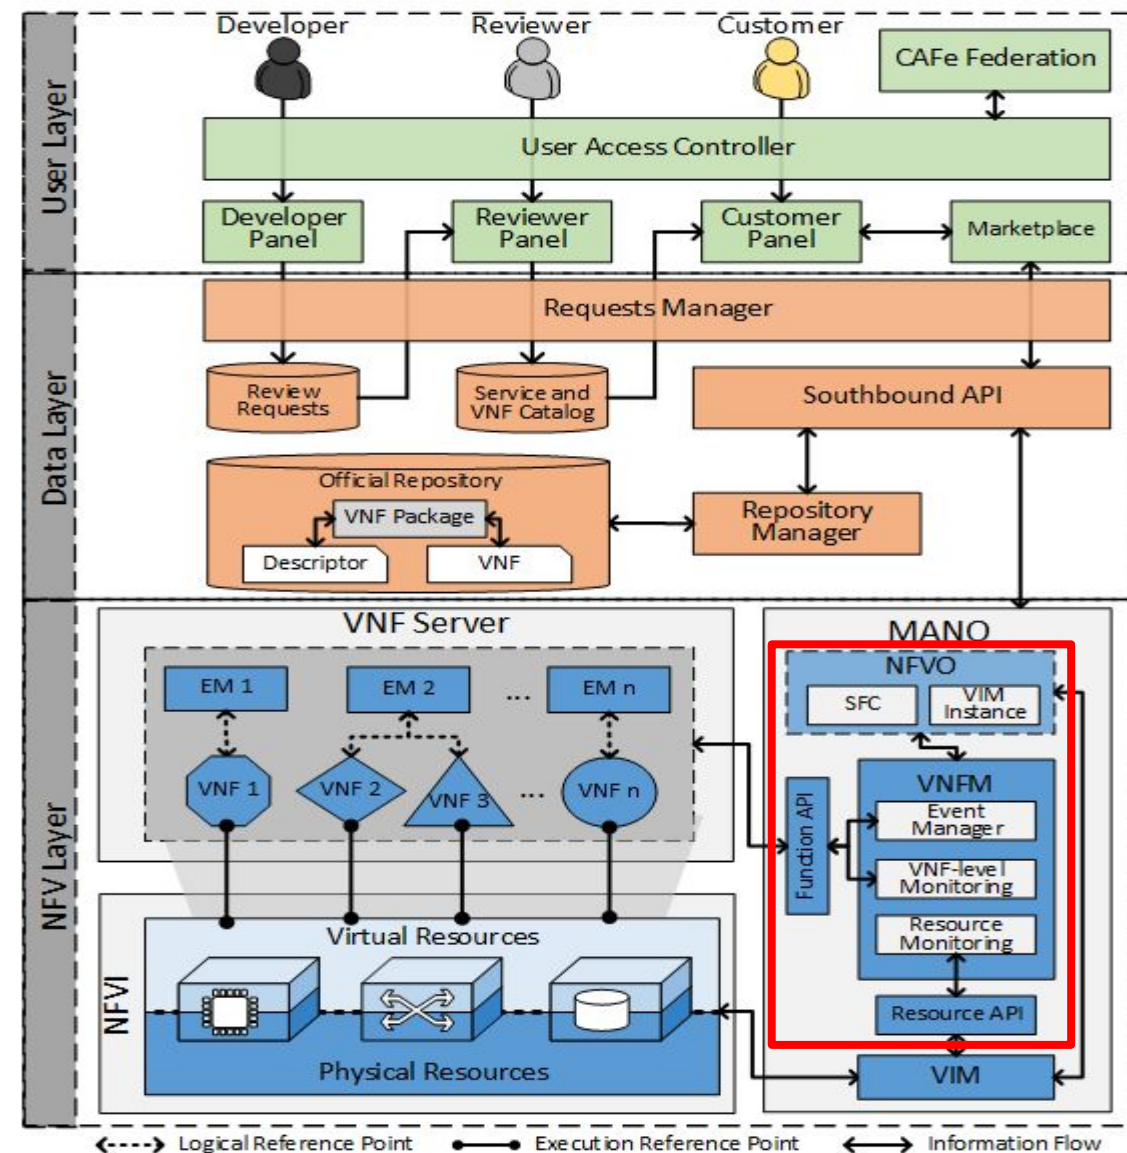 Developer
Reviewer
Customer
CAFe Federation
User Layer
User Access Controller
Developer
Panel
Reviewer
Panel
Customer
Panel
Marketplace
Data Layer
Requests Manager
Review
Requests
Service and
VNF Catalog
Southbound API
Official Repository
VNF Package
Descriptor
VNF
Repository
Manager
NFV Layer
VNF Server
EM 1
EM 2
...
EM n
VNF 1
VNF 2
VNF 3
...
VNF n
NFVI
Virtual Resources
Physical Resources
MANO
NFVO
SFC
VIM
Instance
VNFM
Function API
Event
Manager
VNF-level
Monitoring
Resource
Monitoring
Resource API
VIM
Logical Reference Point
Execution Reference Point
Information Flow